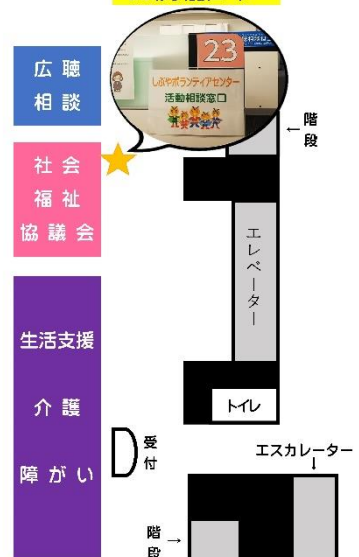 23
しぶやボランティアセンター
活動相談窓口
広聴
相談
←階段
社会
福祉
協議会
エレベーター
生活支援
介護
障がい
トイレ
受付
エスカレーター
↓
階段→